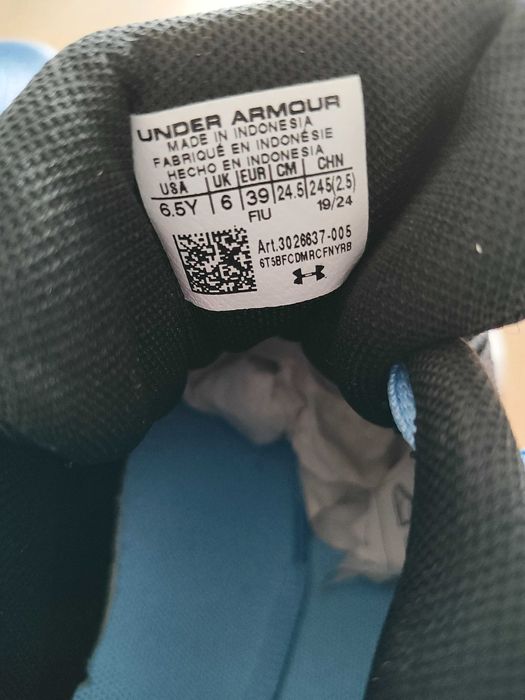 UNDER ARMOUR
MADE IN INDONESIA
FABRIQUÉ EN INDONÉSIE
HECHO EN INDONESIA
USA UK EUR CM CHN
6.5Y 6 39 24.5 245(2.5)
FIU 19/24
Art.3026637-005
6T5BFCDMRCFNYRB